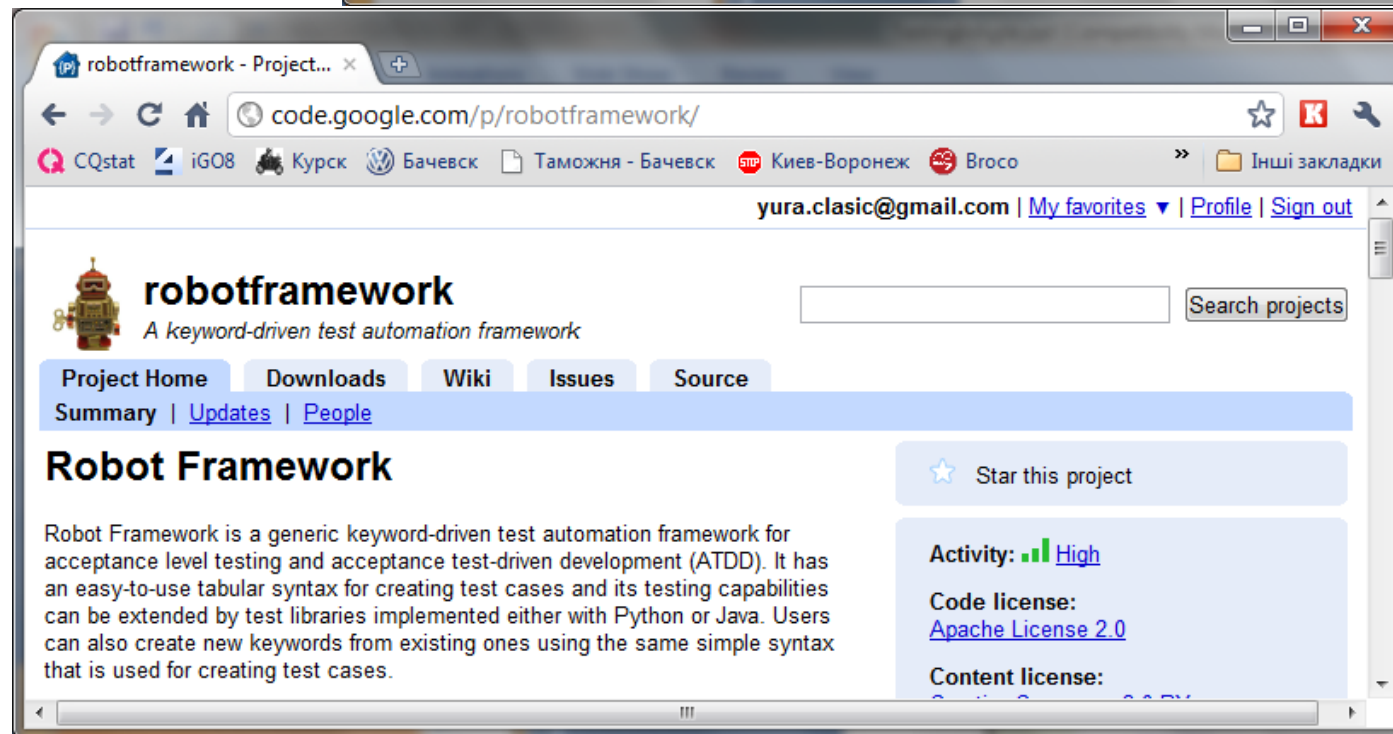 robotframework - Project...
code.google.com/p/robotframework/
CQstat iGO8 Курск Бачевск Таможня - Бачевск STOP Киев-Воронеж Broco » Інші закладки
yura.clasic@gmail.com | My favorites ▼ | Profile | Sign out
robotframework
A keyword-driven test automation framework
Search projects
Project Home Downloads Wiki Issues Source
Summary | Updates | People
Robot Framework
Star this project
Robot Framework is a generic keyword-driven test automation framework for
acceptance level testing and acceptance test-driven development (ATDD). It has
an easy-to-use tabular syntax for creating test cases and its testing capabilities
can be extended by test libraries implemented either with Python or Java. Users
can also create new keywords from existing ones using the same simple syntax
that is used for creating test cases.
Activity: High
Code license:
Apache License 2.0
Content license: